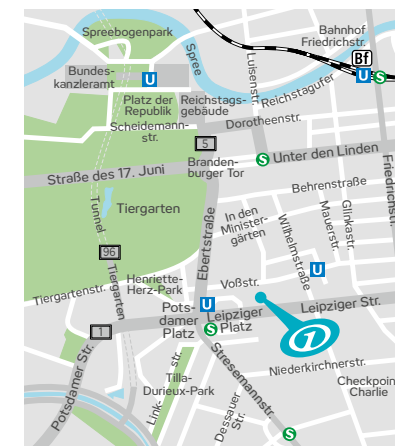 Spreebogenpark
Bahnhof
Friedrichstr.
Bf
Spree
Luisenstr.
U
S
Bundes-
kanzleramt
U
Reichstagufer
Platz der
Republik
Reichstags-
gebäude
Scheidemann-
str.
Dorotheenstr.
5
Branden-
burger Tor
S
Unter den Linden
Straße des 17. Juni
Friedrichstr.
Behrenstraße
Tunnel
Tiergarten
Tiergarten
Ebertstraße
In den
Minister-
gärten
Wilhelmstraße
Mauerstr.
Glinkastr.
96
U
Henriette-
Herz-Park
Voßstr.
Tiergartenstr.
U
Pots-
damer
Platz
Leipziger
Platz
Leipziger Str.
1
S
1
Potsdamer Str.
Stresemannstr.
Niederkirchnerstr.
Tilla-
Durieux-Park
Link-
str.
Checkpoin
Charlie
Dessauer
Str.
S